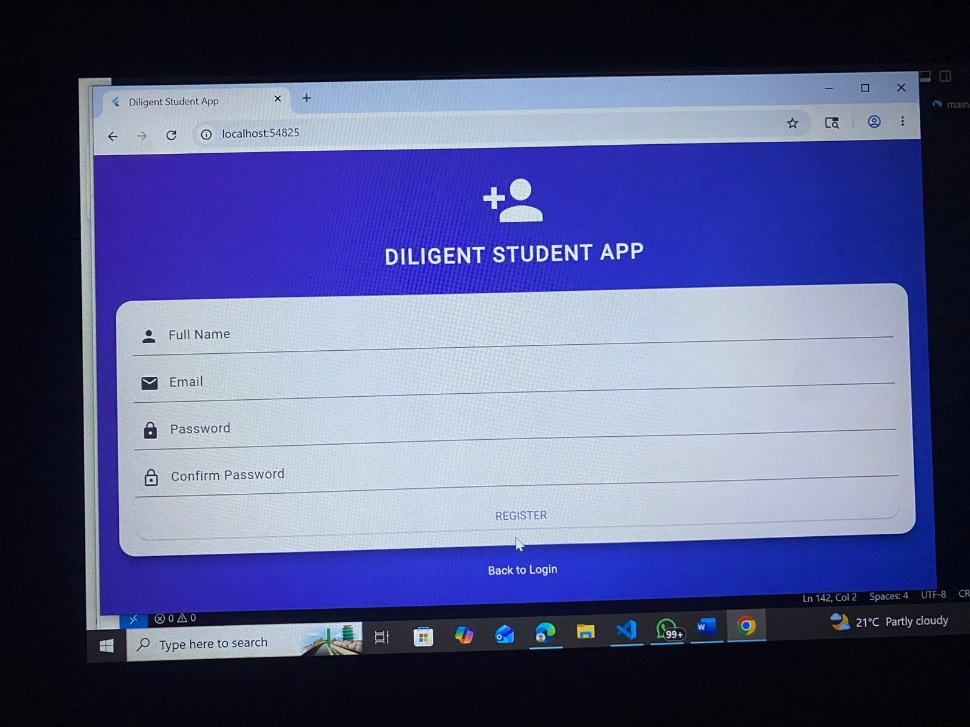 Diligent Student App
main
localhost:54825
DILIGENT STUDENT APP
Full Name
Email
Password
Confirm Password
REGISTER
Back to Login
Ln 142, Col 2 Spaces: 4 UTF-8 CR
0 0
Type here to search
99+
W
21°C Partly cloudy